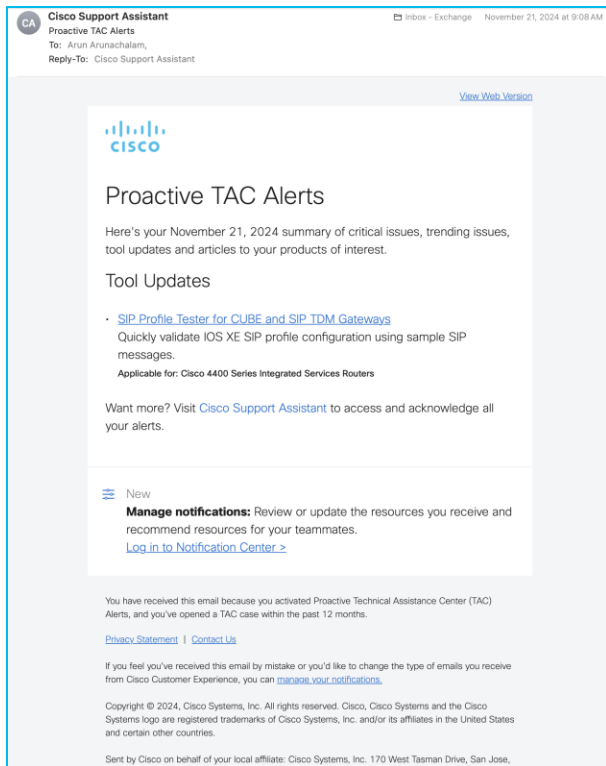 CA
Cisco Support Assistant
Inbox - Exchange November 21, 2024 at 9:08 AM
Proactive TAC Alerts
To: Arun Arunachalam,
Reply-To: Cisco Support Assistant
View Web Version
CISCO
Proactive TAC Alerts
Here's your November 21, 2024 summary of critical issues, trending issues,
tool updates and articles to your products of interest.
Tool Updates
• SIP Profile Tester for CUBE and SIP TDM Gateways
Quickly validate IOS XE SIP profile configuration using sample SIP
messages.
Applicable for: Cisco 4400 Series Integrated Services Routers
Want more? Visit Cisco Support Assistant to access and acknowledge all
your alerts.
New
Manage notifications: Review or update the resources you receive and
recommend resources for your teammates.
Log in to Notification Center >
You have received this email because you activated Proactive Technical Assistance Center (TAC)
Alerts, and you've opened a TAC case within the past 12 months.
Privacy Statement | Contact Us
If you feel you've received this email by mistake or you'd like to change the type of emails you receive
from Cisco Customer Experience, you can manage your notifications.
Copyright © 2024, Cisco Systems, Inc. All rights reserved. Cisco, Cisco Systems and the Cisco
Systems logo are registered trademarks of Cisco Systems, Inc. and/or its affiliates in the United States
and certain other countries.
Sent by Cisco on behalf of your local affiliate: Cisco Systems, Inc. 170 West Tasman Drive, San Jose,